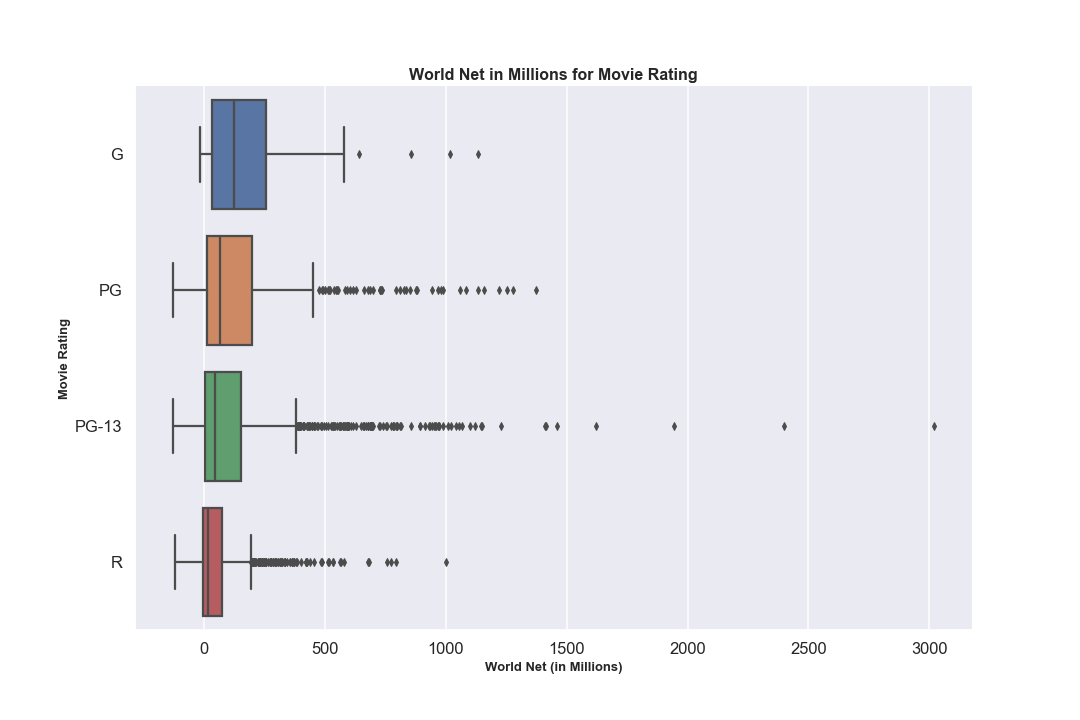 World Net in Millions for Movie Rating
G
PG
PG-13
R
Movie Rating
0 500 1000 1500 2000 2500 3000
World Net (in Millions)